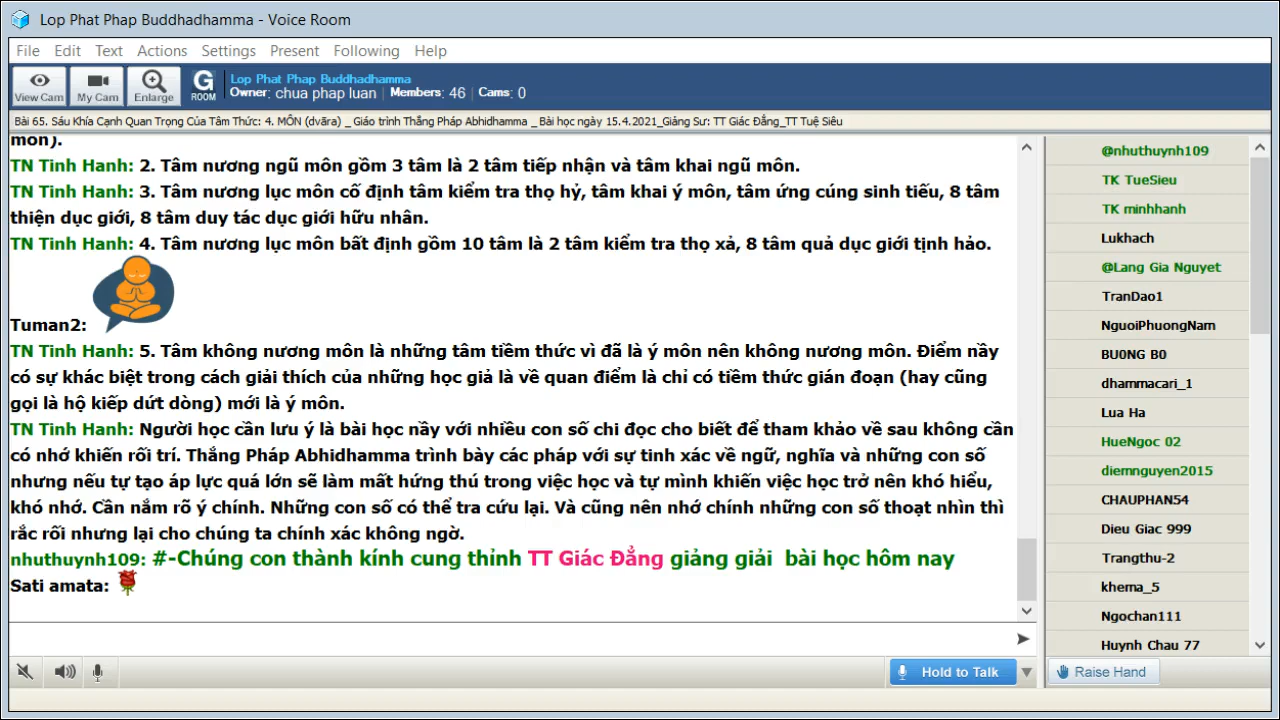 Lop Phat Phap Buddhadhamma - Voice Room
File Edit Text Actions Settings Present Following Help
View Cam My Cam Enlarge G ROOM
Lop Phat Phap Buddhadhamma
Owner: chua phap luan | Members: 46 | Cams: 0
Bài 65. Sáu Khía Cạnh Quan Trọng Của Tâm Thức: 4. MÔN (dvāra) _ Giáo trình Thắng Pháp Abhidhamma _ Bài học ngày 15.4.2021_Giảng Sư: TT Giác Đẳng_TT Tuệ Siêu
môn).
TN Tinh Hanh: 2. Tâm nương ngũ môn gồm 3 tâm là 2 tâm tiếp nhận và tâm khai ngũ môn.
TN Tinh Hanh: 3. Tâm nương lục môn cố định tâm kiểm tra thọ hỷ, tâm khai ý môn, tâm ứng cúng sinh tiếu, 8 tâm
thiện dục giới, 8 tâm duy tác dục giới hữu nhân.
TN Tinh Hanh: 4. Tâm nương lục môn bất định gồm 10 tâm là 2 tâm kiểm tra thọ xả, 8 tâm quả dục giới tịnh hảo.
Tuman2:
TN Tinh Hanh: 5. Tâm không nương môn là những tâm tiềm thức vì đã là ý môn nên không nương môn. Điểm nầy
có sự khác biệt trong cách giải thích của những học giả là về quan điểm là chỉ có tiềm thức gián đoạn (hay cũng
gọi là hộ kiếp dứt dòng) mới là ý môn.
TN Tinh Hanh: Người học cần lưu ý là bài học nầy với nhiều con số chi đọc cho biết để tham khảo về sau không cần
có nhớ khiến rối trí. Thắng Pháp Abhidhamma trình bày các pháp với sự tinh xác về ngữ, nghĩa và những con số
nhưng nếu tự tạo áp lực quá lớn sẽ làm mất hứng thú trong việc học và tự mình khiến việc học trở nên khó hiểu,
khó nhớ. Cần nắm rõ ý chính. Những con số có thể tra cứu lại. Và cũng nên nhớ chính những con số thoạt nhìn thì
rắc rối nhưng lại cho chúng ta chính xác không ngờ.
nhuthuynh109: #-Chúng con thành kính cung thỉnh TT Giác Đẳng giảng giải bài học hôm nay
Sati amata:
@nhuthuynh109
TK TueSieu
TK minhhanh
Lukhach
@Lang Gia Nguyet
TranDao1
NguoiPhuongNam
BU0NG B0
dhammacari_1
Lua Ha
HueNgoc 02
diemnguyen2015
CHAUPHAN54
Dieu Giac 999
Trangthu-2
khema_5
Ngochan111
Huynh Chau 77
Hold to Talk
Raise Hand